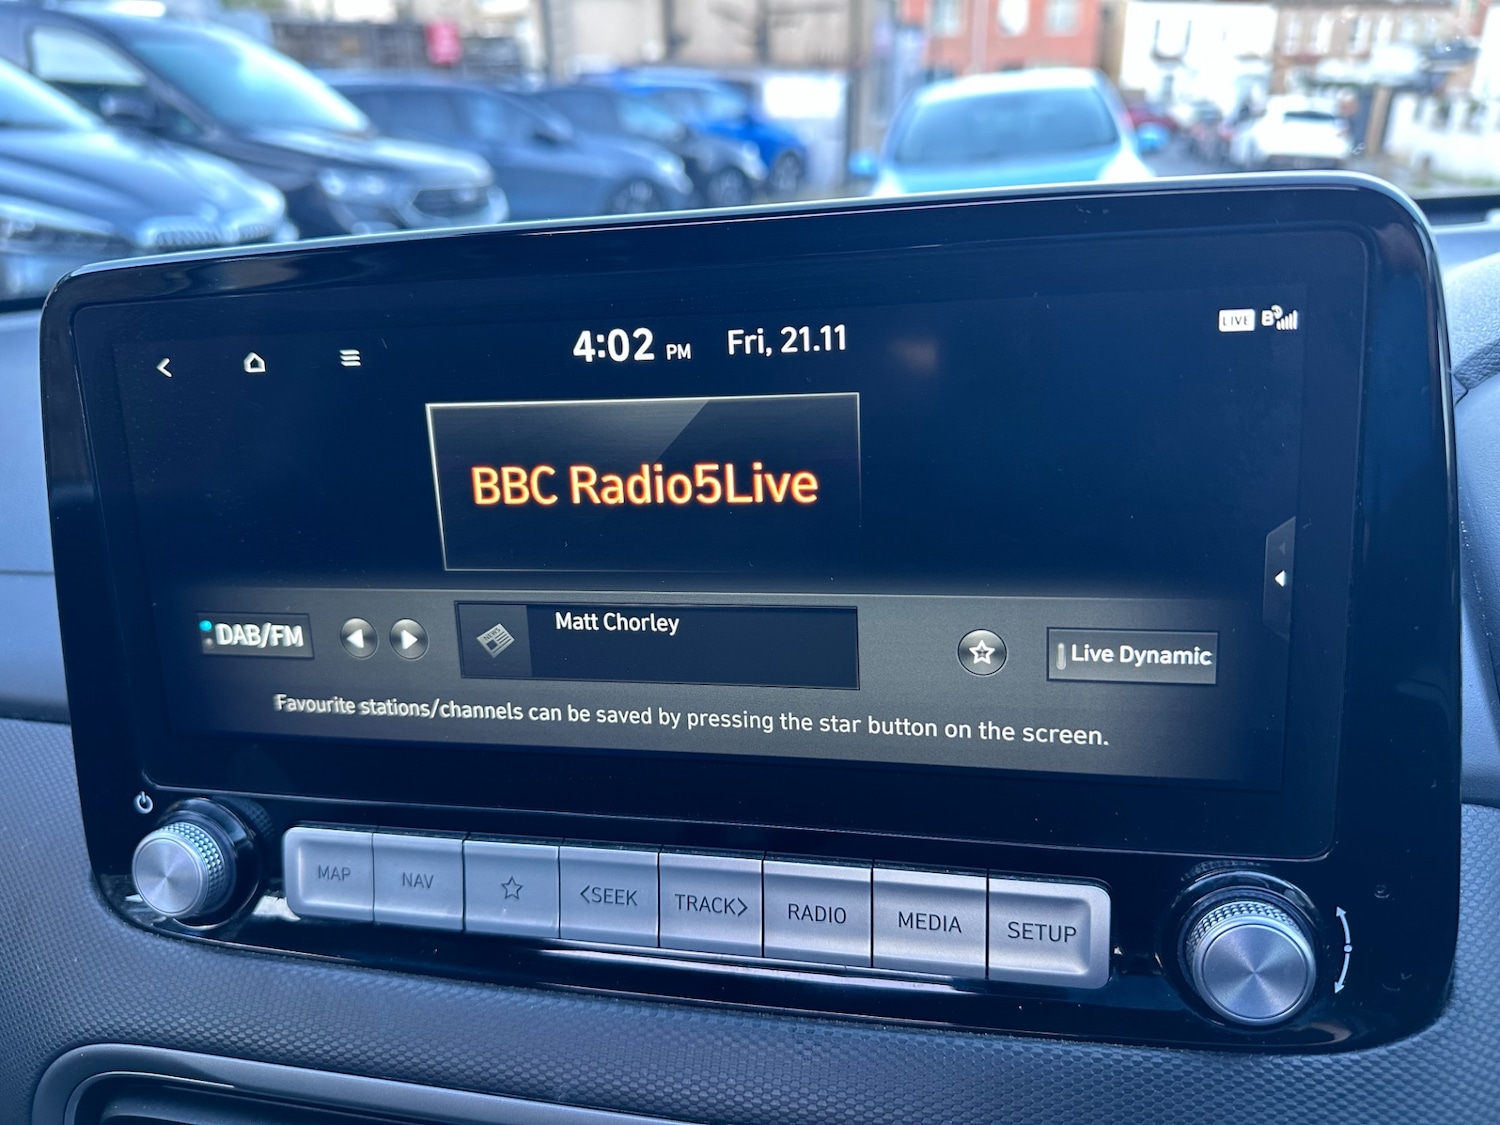 4:02 PM Fri, 21.11
LIVE B
BBC Radio5Live
DAB/FM
NEWS
Matt Chorley
Live Dynamic
Favourite stations/channels can be saved by pressing the star button on the screen.
MAP
NAV
<SEEK
TRACK>
RADIO
MEDIA
SETUP